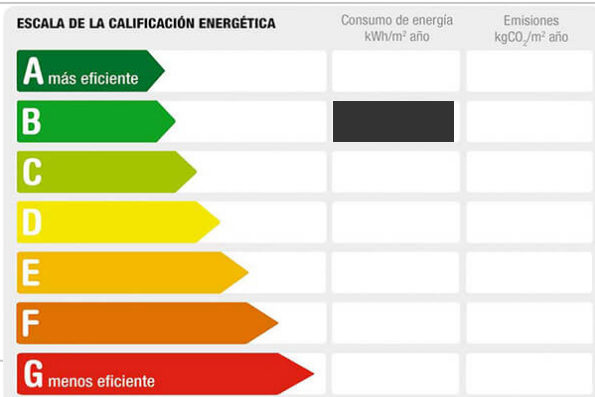 ESCALA DE LA CALIFICACIÓN ENERGÉTICA
Consumo de energía
kWh/m² año
Emisiones
kgCO₂/m² año
A más eficiente
B
C
D
E
F
G menos eficiente